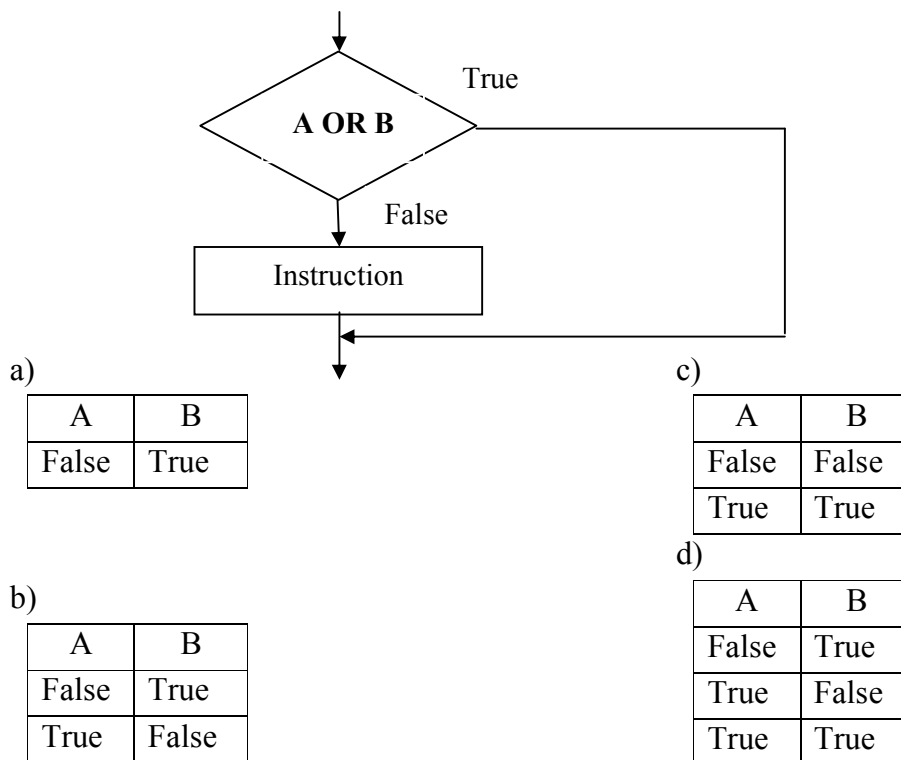 True
A OR B
False
Instruction
a)
A B
False True
b)
A B
False True
True False
c)
A B
False False
True True
d)
A B
False True
True False
True True